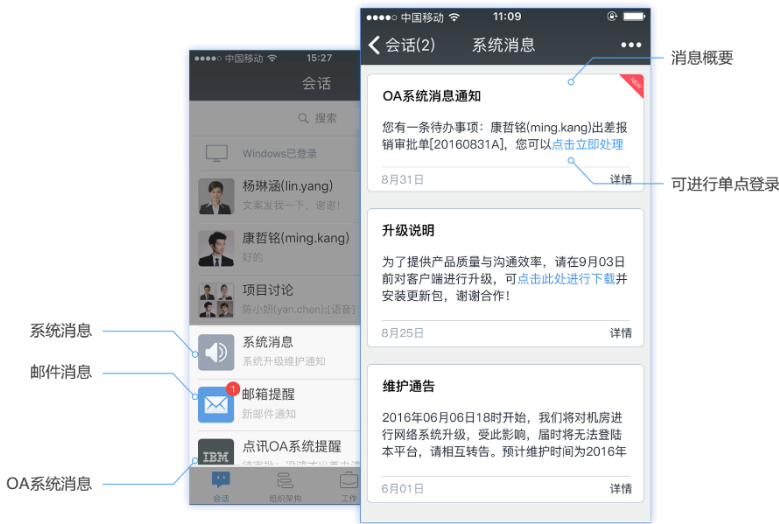 ●●●●○ 中国移动 11:09
会话(2) 系统消息 •••
消息概要
OA系统消息通知
NEW
您有一条待办事项：康哲铭(ming.kang)出差报
销审批单[20160831A]，您可以点击立即处理
8月31日 详情
可进行单点登录
升级说明
为了提供产品质量与沟通效率，请在9月03日
前对客户端进行升级，可点击此处进行下载并
安装更新包，谢谢合作！
8月25日 详情
维护通告
2016年06月06日18时开始，我们将对机房进
行网络系统升级，受此影响，届时将无法登陆
本平台，请相互转告。预计维护时间为2016年
6月01日 详情
●●●●○ 中国移动 15:27
会话
搜索
Windows已登录
杨琳涵(lin.yang)
文案发我一下，谢谢！
康哲铭(ming.kang)
好的
项目讨论
陈小妞(yan.chen):[语音]
系统消息
系统升级维护通知
邮箱提醒
1
新邮件通知
IBM
点讯OA系统提醒
会话 组织架构 工作
系统消息
邮件消息
OA系统消息